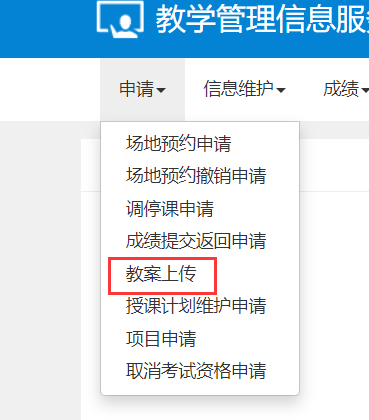 教学管理信息服
申请 信息维护 成绩
场地预约申请
场地预约撤销申请
调停课申请
成绩提交返回申请
教案上传
授课计划维护申请
项目申请
取消考试资格申请